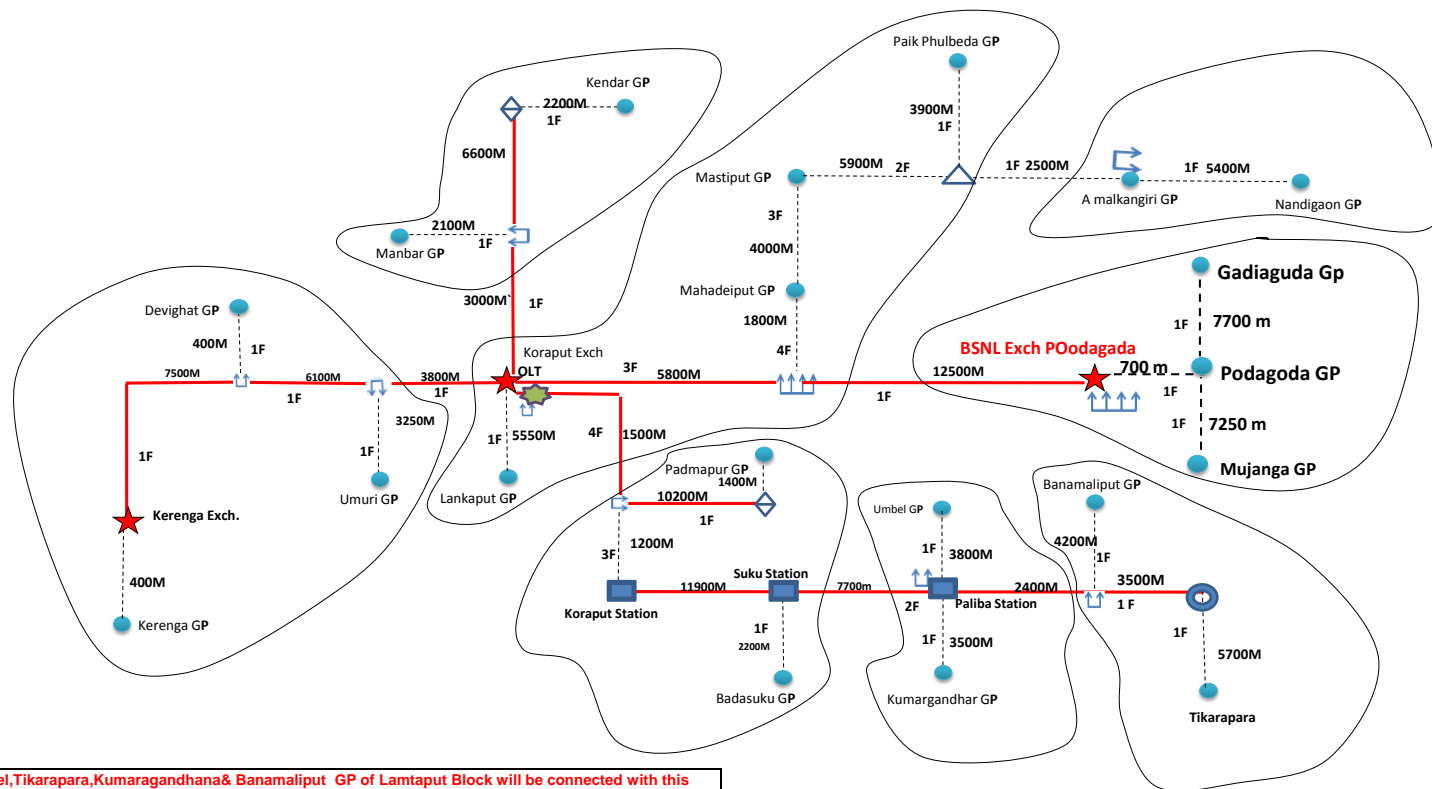 Paik Phulbeda GP
Kendar GP
2200M
1F
3900M
1F
6600M
5900M
2F
1F 2500M
1F 5400M
Mastiput GP
A malkangiri GP
Nandigaon GP
2100M
1F
Manbar GP
3F
4000M
Gadiaguda Gp
3000M`
1F
Mahadeiput GP
1800M
1F
7700 m
Devighat GP
400M
1F
BSNL Exch POodagada
Koraput Exch
4F
700 m
Podagoda GP
7500M
6100M
1F
3800M
1F
OLT
3F
5800M
12500M
1F
1F
3250M
1F
5550M
4F
1500M
1F
7250 m
1F
1F
Padmapur GP
1400M
Mujanga GP
Umuri GP
Lankaput GP
10200M
1F
Banamaliput GP
Kerenga Exch.
Umbel GP
1200M
3F
1F
3800M
4200M
1F
400M
Suku Station
11900M
7700m
2400M
3500M
1 F
Koraput Station
2F
Paliba Station
Kerenga GP
1F
2200M
1F
3500M
1F
5700M
Badasuku GP
Kumargandhar GP
Tikarapara
el,Tikarapara,Kumaragandhana& Banamaliput GP of Lamtaput Block will be connected with this